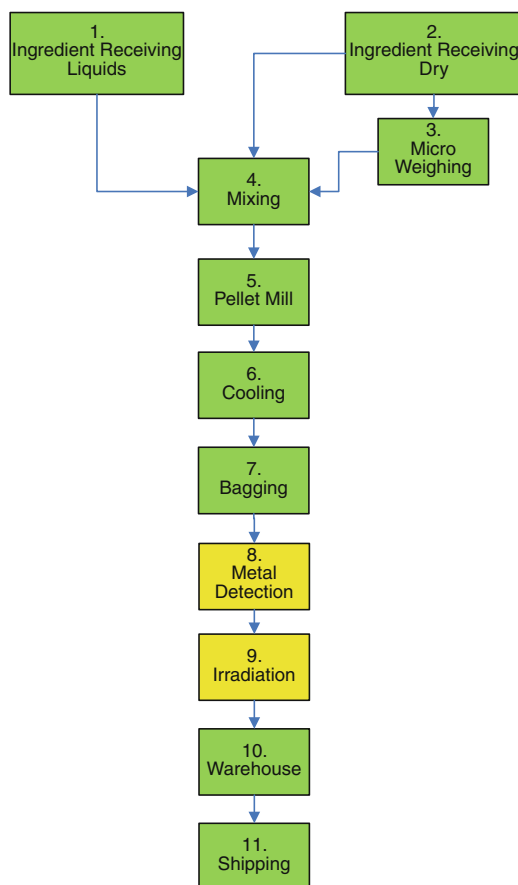 1.
Ingredient Receiving
Liquids
2.
Ingredient Receiving
Dry
3.
Micro
Weighing
4.
Mixing
5.
Pellet Mill
6.
Cooling
7.
Bagging
8.
Metal
Detection
9.
Irradiation
10.
Warehouse
11.
Shipping